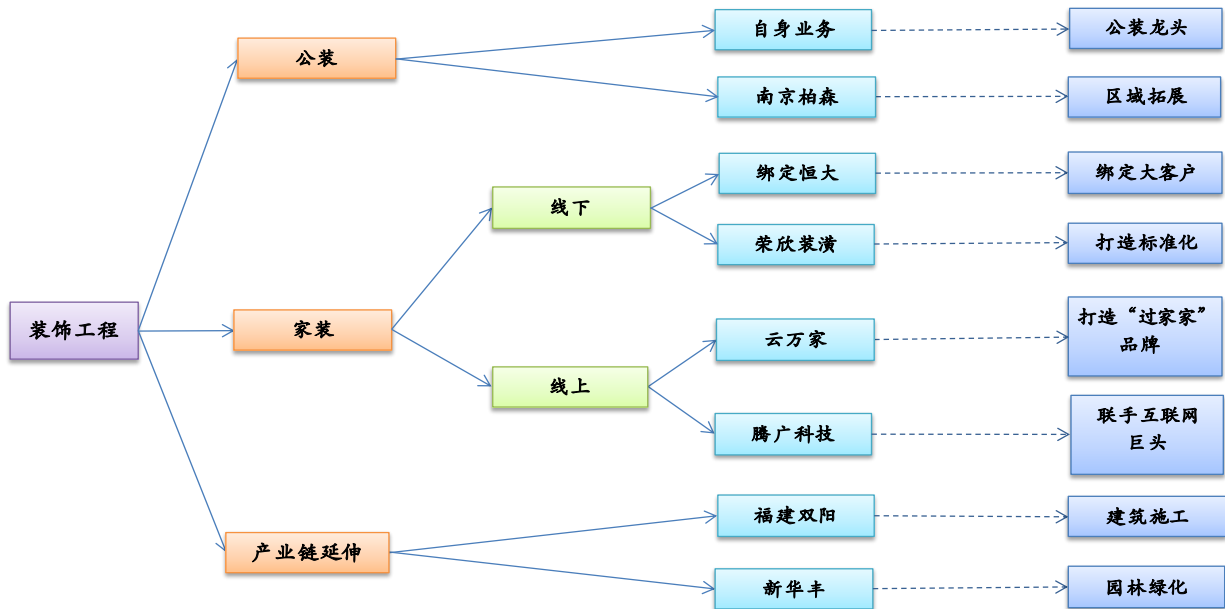 自身业务
公装龙头
公装
南京柏森
区域拓展
绑定恒大
绑定大客户
线下
荣欣装潢
打造标准化
装饰工程
家装
云万家
打造“过家家”
品牌
线上
腾广科技
联手互联网
巨头
福建双阳
建筑施工
产业链延伸
新华丰
园林绿化